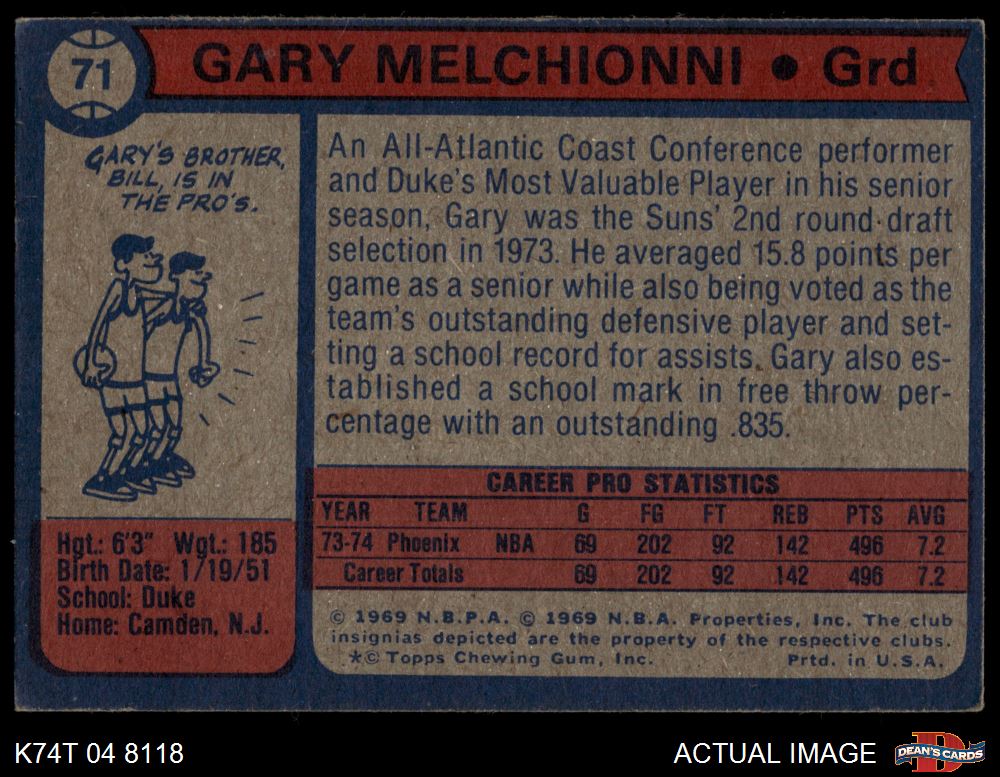 71
GARY MELCHIONNI • Grd
GARY'S BROTHER,
BILL, IS IN
THE PRO'S.
An All-Atlantic Coast Conference performer
and Duke's Most Valuable Player in his senior
season, Gary was the Suns' 2nd round draft
selection in 1973. He averaged 15.8 points per
game as a senior while also being voted as the
team's outstanding defensive player and set-
ting a school record for assists. Gary also es-
tablished a school mark in free throw per-
centage with an outstanding .835.
Hgt.: 6'3" Wgt.: 185
Birth Date: 1/19/51
School: Duke
Home: Camden, N.J.
CAREER PRO STATISTICS
YEAR TEAM G FG FT REB PTS AVG
73-74 Phoenix NBA 69 202 92 142 496 7.2
Career Totals 69 202 92 142 496 7.2
© 1969 N.B.P.A. © 1969 N.B.A. Properties, Inc. The club
insignias depicted are the property of the respective clubs.
*© Topps Chewing Gum, Inc. Prtd. in U.S.A.
K74T 04 8118
ACTUAL IMAGE
D
DEAN'S CARDS